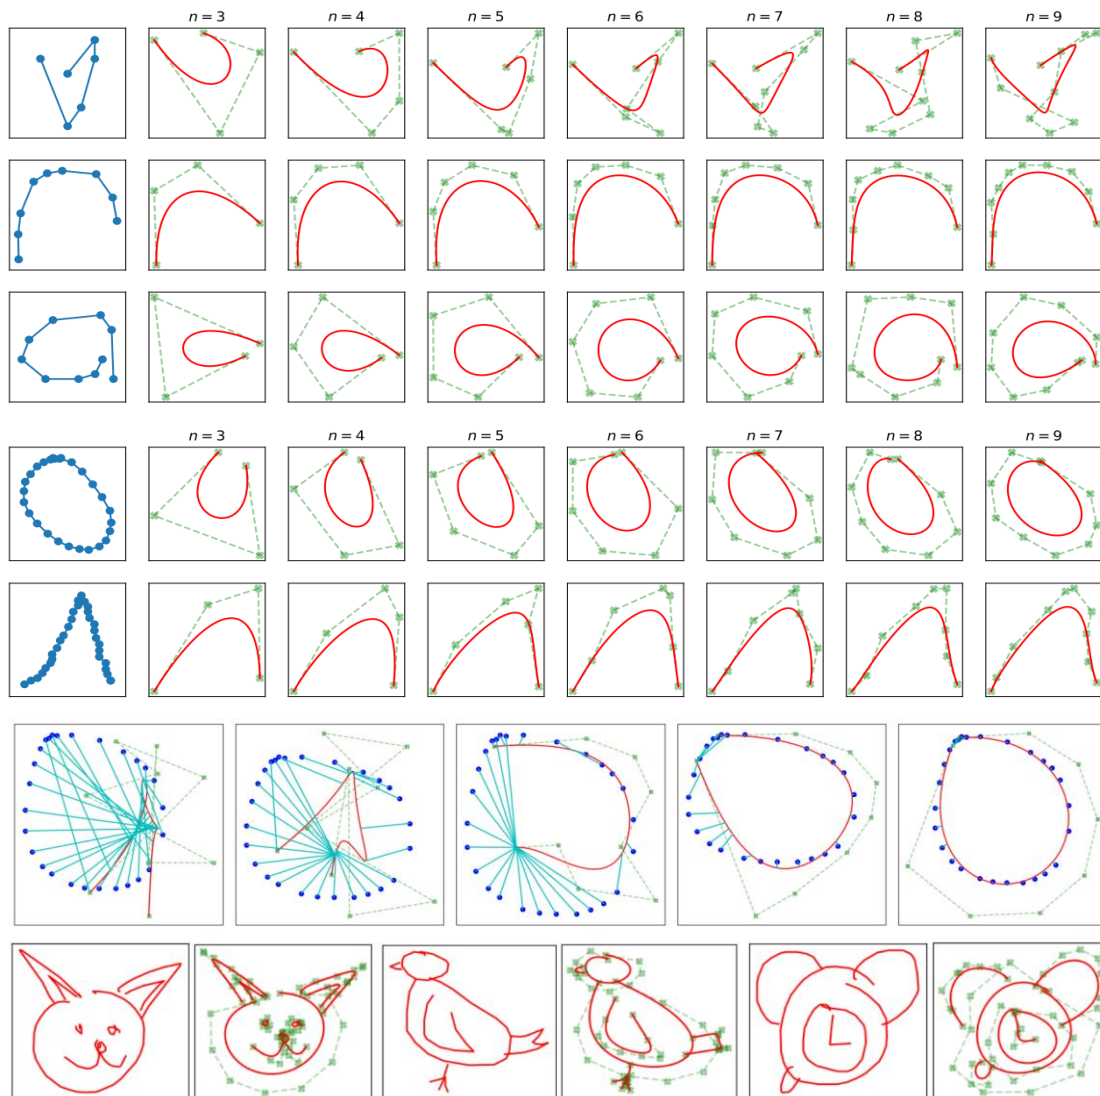 n = 3 n = 4 n = 5 n = 6 n = 7 n = 8 n = 9
n = 3 n = 4 n = 5 n = 6 n = 7 n = 8 n = 9